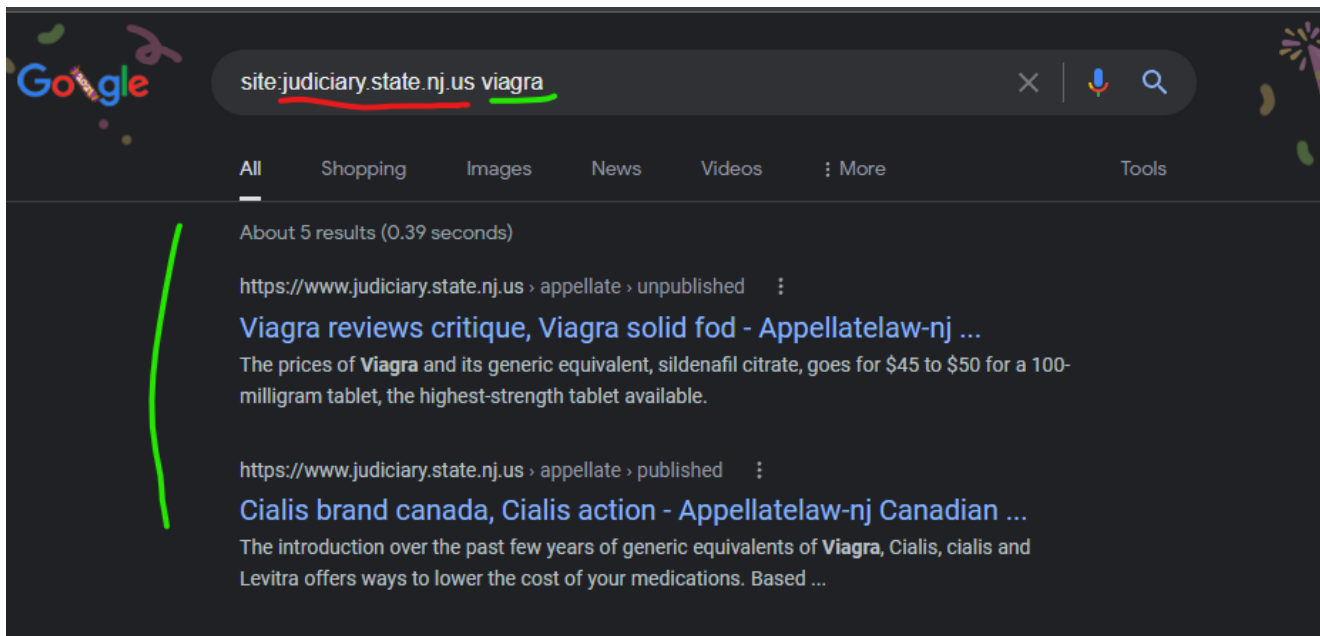 Google
site:judiciary.state.nj.us viagra
All Shopping Images News Videos More Tools
About 5 results (0.39 seconds)
https://www.judiciary.state.nj.us › appellate › unpublished
Viagra reviews critique, Viagra solid fod - Appellatelaw-nj ...
The prices of Viagra and its generic equivalent, sildenafil citrate, goes for $45 to $50 for a 100-
milligram tablet, the highest-strength tablet available.
https://www.judiciary.state.nj.us › appellate › published
Cialis brand canada, Cialis action - Appellatelaw-nj Canadian ...
The introduction over the past few years of generic equivalents of Viagra, Cialis, cialis and
Levitra offers ways to lower the cost of your medications. Based ...